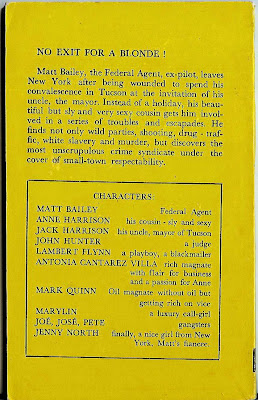 NO EXIT FOR A BLONDE !
Matt Bailey, the Federal Agent, ex-pilot, leaves
New York after being wounded to spend his
convalescence in Tucson at the invitation of his
uncle, the mayor. Instead of a holiday, his beau-
tiful but sly and very sexy cousin gets him invol-
ved in a series of troubles and escapades. He
finds not only wild parties, shooting, drug - traf-
fic, white slavery and murder, but discovers the
most unscrupulous crime syndicate under the
cover of small-town respectability.
CHARACTERS
MATT BAILEY Federal Agent
ANNE HARRISON his cousin - sly and sexy
JACK HARRISON his uncle, mayor of Tucson
JOHN HUNTER a judge
LAMBERT FLYNN a playboy, a blackmailer
ANTONIA CANTAREZ VILLA rich magnate
with flair for business
and a passion for Anne
MARK QUINN Oil magnate without oil but
getting rich on vice
MARYLIN a luxury call-girl
JOE, JOSÉ, PETE gangsters
JENNY NORTH finally, a nice girl from New
York, Matt's fiancée.